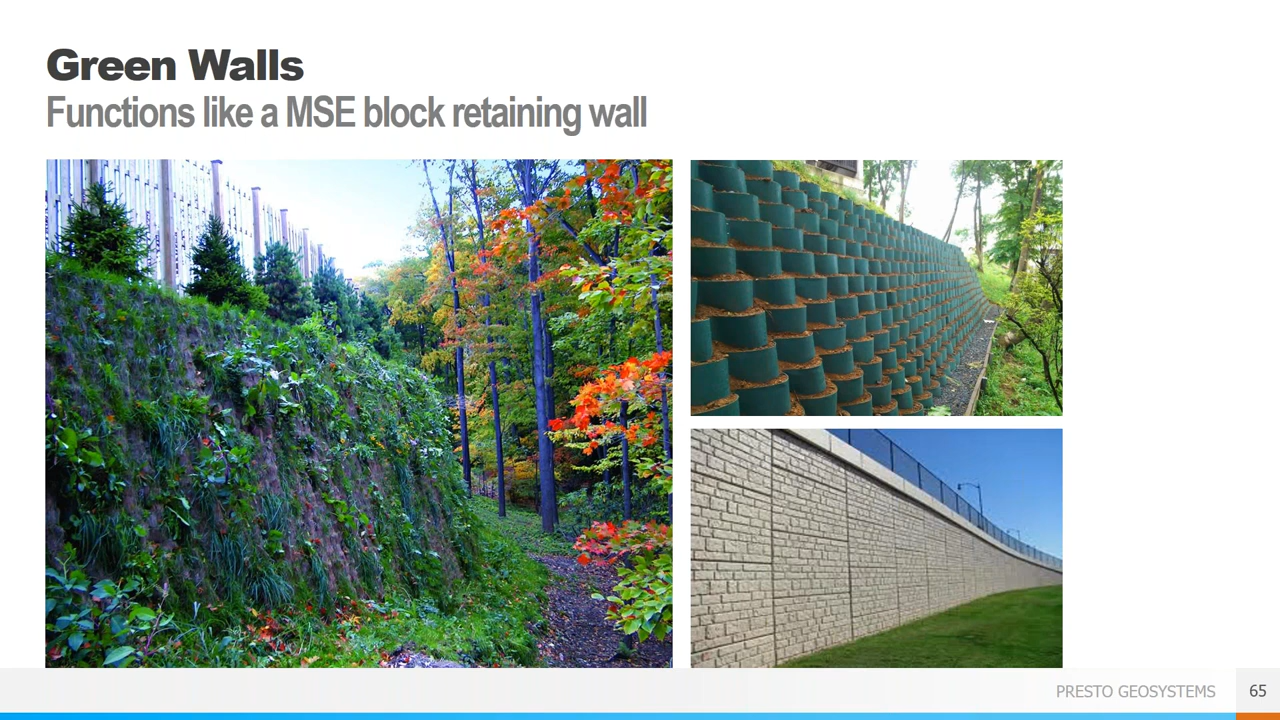 Green Walls
Functions like a MSE block retaining wall
PRESTO GEOSYSTEMS
65